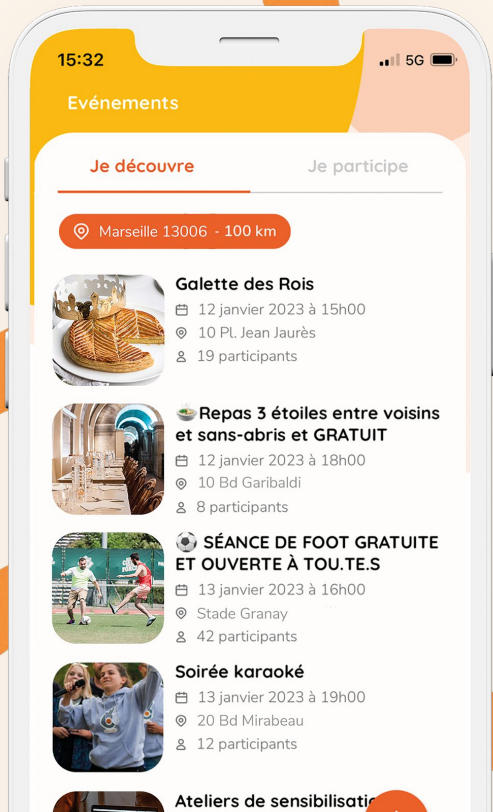 15:32
5G
Evénements
Je découvre
Je participe
Marseille 13006 - 100 km
Galette des Rois
12 janvier 2023 à 15h00
10 Pl. Jean Jaurès
19 participants
🍲Repas 3 étoiles entre voisins
et sans-abris et GRATUIT
12 janvier 2023 à 18h00
10 Bd Garibaldi
8 participants
⚽ SÉANCE DE FOOT GRATUITE
ET OUVERTE À TOU.TE.S
13 janvier 2023 à 16h00
Stade Granay
42 participants
Soirée karaoké
13 janvier 2023 à 19h00
20 Bd Mirabeau
12 participants
Ateliers de